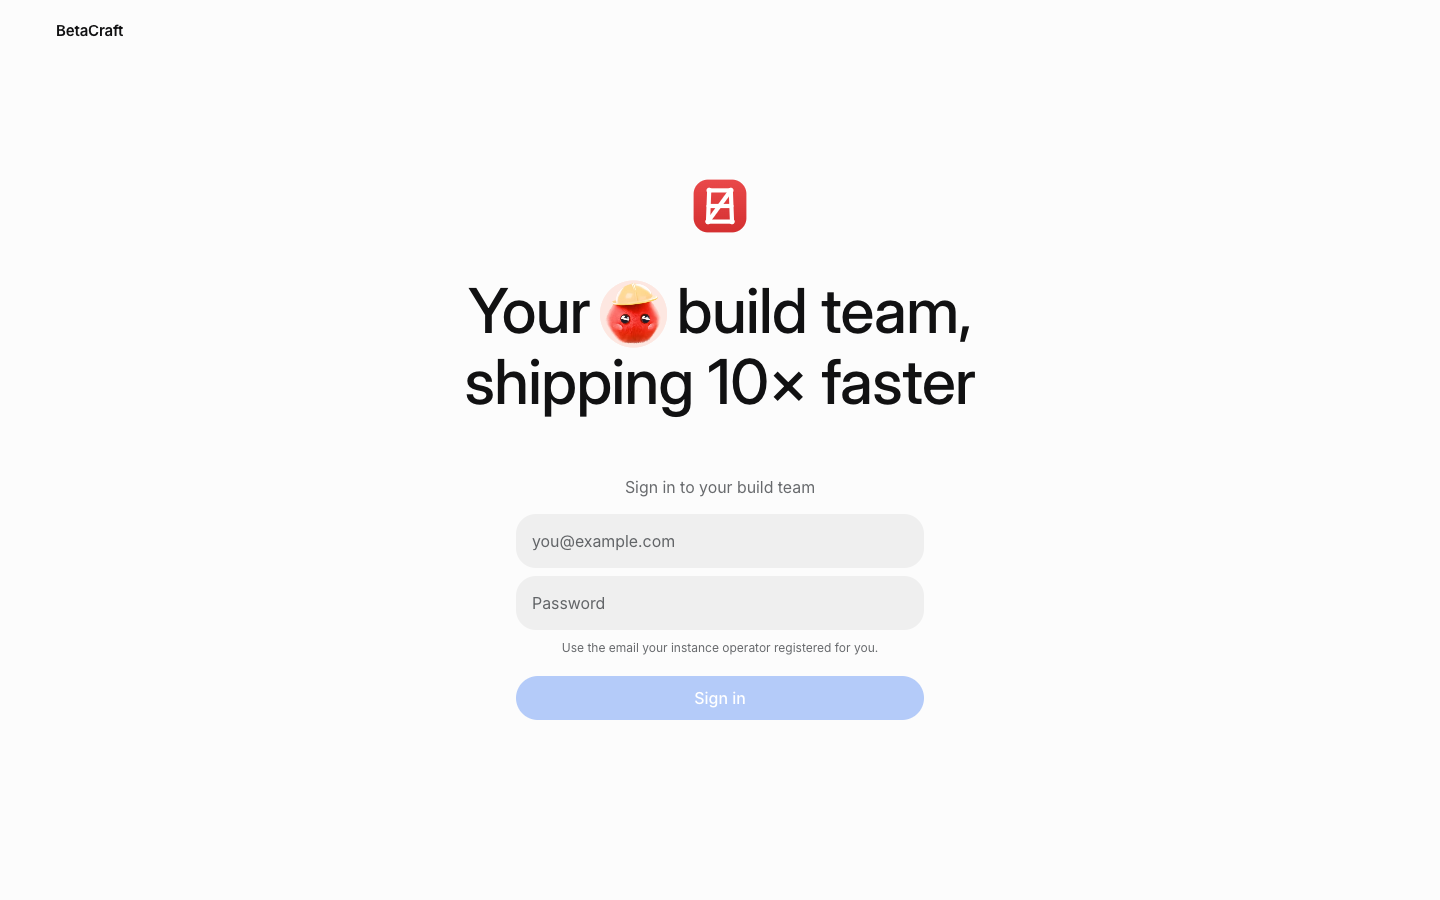 BetaCraft
Your build team,
shipping 10× faster
Sign in to your build team
you@example.com
Password
Use the email your instance operator registered for you.
Sign in